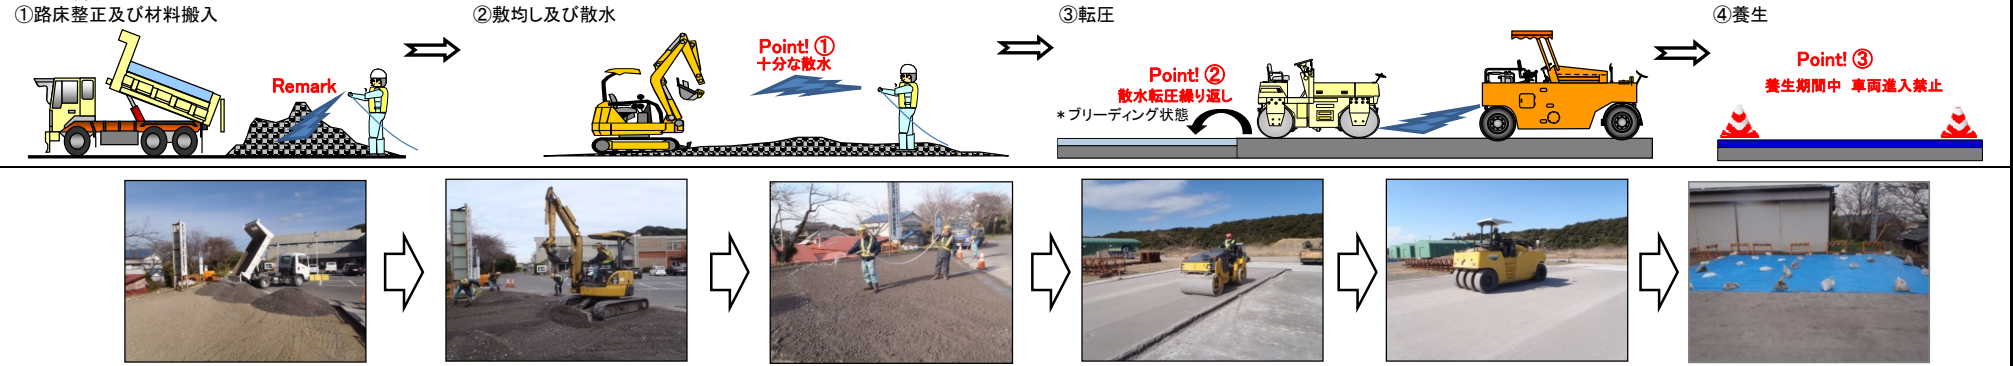 ①路床整正及び材料搬入
②敷均し及び散水
③転圧
④養生
Remark
Point! ①
十分な散水
Point! ②
散水転圧繰り返し
＊ブリーディング状態
Point! ③
養生期間中 車両進入禁止